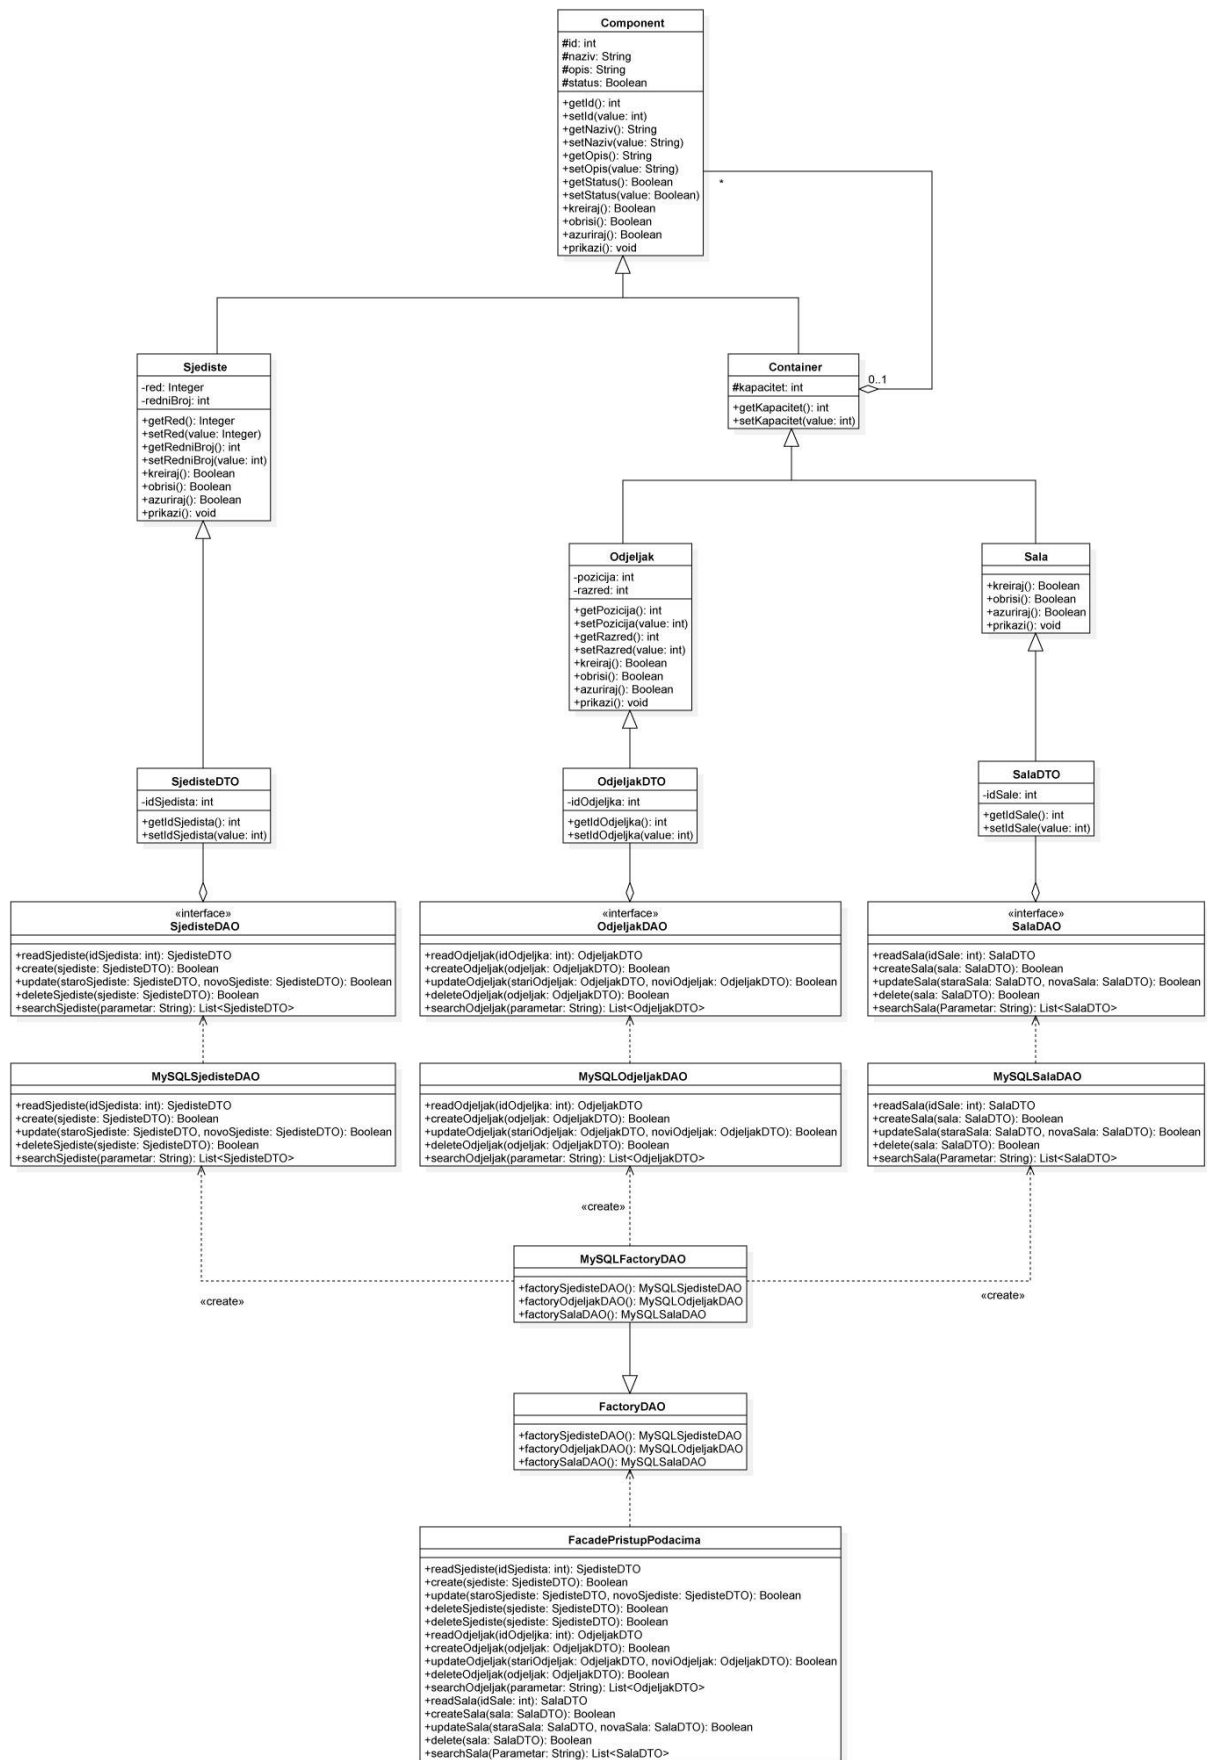 Component
#id: int
#naziv: String
#opis: String
#status: Boolean
+getId(): int
+setId(value: int)
+getNaziv(): String
+setNaziv(value: String)
+getOpis(): String
+setOpis(value: String)
+getStatus(): Boolean
+setStatus(value: Boolean)
+kreiraj(): Boolean
+obrisi(): Boolean
+azuriraj(): Boolean
+prikazi(): void
*
Sjediste
-red: Integer
-redniBroj: int
+getRed(): Integer
+setRed(value: Integer)
+getRedniBroj(): int
+setRedniBroj(value: int)
+kreiraj(): Boolean
+obrisi(): Boolean
+azuriraj(): Boolean
+prikazi(): void
Container
#kapacitet: int
+getKapacitet(): int
+setKapacitet(value: int)
0..1
Odjeljak
-pozicija: int
-razred: int
+getPozicija(): int
+setPozicija(value: int)
+getRazred(): int
+setRazred(value: int)
+kreiraj(): Boolean
+obrisi(): Boolean
+azuriraj(): Boolean
+prikazi(): void
Sala
+kreiraj(): Boolean
+obrisi(): Boolean
+azuriraj(): Boolean
+prikazi(): void
SjedisteDTO
-idSjedista: int
+getIdSjedista(): int
+setIdSjedista(value: int)
OdjeljakDTO
-idOdjeljka: int
+getIdOdjeljka(): int
+setIdOdjeljka(value: int)
SalaDTO
-idSale: int
+getIdSale(): int
+setIdSale(value: int)
«interface»
SjedisteDAO
+readSjediste(idSjedista: int): SjedisteDTO
+create(sjediste: SjedisteDTO): Boolean
+update(staroSjediste: SjedisteDTO, novoSjediste: SjedisteDTO): Boolean
+deleteSjediste(sjediste: SjedisteDTO): Boolean
+searchSjediste(parametar: String): List<SjedisteDTO>
«interface»
OdjeljakDAO
+readOdjeljak(idOdjeljka: int): OdjeljakDTO
+createOdjeljak(odjeljak: OdjeljakDTO): Boolean
+updateOdjeljak(stariOdjeljak: OdjeljakDTO, noviOdjeljak: OdjeljakDTO): Boolean
+deleteOdjeljak(odjeljak: OdjeljakDTO): Boolean
+searchOdjeljak(parametar: String): List<OdjeljakDTO>
«interface»
SalaDAO
+readSala(idSale: int): SalaDTO
+createSala(sala: SalaDTO): Boolean
+updateSala(staraSala: SalaDTO, novaSala: SalaDTO): Boolean
+delete(sala: SalaDTO): Boolean
+searchSala(Parametar: String): List<SalaDTO>
MySQLSjedisteDAO
+readSjediste(idSjedista: int): SjedisteDTO
+create(sjediste: SjedisteDTO): Boolean
+update(staroSjediste: SjedisteDTO, novoSjediste: SjedisteDTO): Boolean
+deleteSjediste(sjediste: SjedisteDTO): Boolean
+searchSjediste(parametar: String): List<SjedisteDTO>
MySQLOdjeljakDAO
+readOdjeljak(idOdjeljka: int): OdjeljakDTO
+createOdjeljak(odjeljak: OdjeljakDTO): Boolean
+updateOdjeljak(stariOdjeljak: OdjeljakDTO, noviOdjeljak: OdjeljakDTO): Boolean
+deleteOdjeljak(odjeljak: OdjeljakDTO): Boolean
+searchOdjeljak(parametar: String): List<OdjeljakDTO>
MySQLSalaDAO
+readSala(idSale: int): SalaDTO
+createSala(sala: SalaDTO): Boolean
+updateSala(staraSala: SalaDTO, novaSala: SalaDTO): Boolean
+delete(sala: SalaDTO): Boolean
+searchSala(Parametar: String): List<SalaDTO>
«create»
MySQLFactoryDAO
+factorySjedisteDAO(): MySQLSjedisteDAO
+factoryOdjeljakDAO(): MySQLOdjeljakDAO
+factorySalaDAO(): MySQLSalaDAO
«create»
«create»
FactoryDAO
+factorySjedisteDAO(): MySQLSjedisteDAO
+factoryOdjeljakDAO(): MySQLOdjeljakDAO
+factorySalaDAO(): MySQLSalaDAO
FacadePristupPodacima
+readSjediste(idSjedista: int): SjedisteDTO
+create(sjediste: SjedisteDTO): Boolean
+update(staroSjediste: SjedisteDTO, novoSjediste: SjedisteDTO): Boolean
+deleteSjediste(sjediste: SjedisteDTO): Boolean
+deleteSjediste(sjediste: SjedisteDTO): Boolean
+readOdjeljak(idOdjeljka: int): OdjeljakDTO
+createOdjeljak(odjeljak: OdjeljakDTO): Boolean
+updateOdjeljak(stariOdjeljak: OdjeljakDTO, noviOdjeljak: OdjeljakDTO): Boolean
+deleteOdjeljak(odjeljak: OdjeljakDTO): Boolean
+searchOdjeljak(parametar: String): List<OdjeljakDTO>
+readSala(idSale: int): SalaDTO
+createSala(sala: SalaDTO): Boolean
+updateSala(staraSala: SalaDTO, novaSala: SalaDTO): Boolean
+delete(sala: SalaDTO): Boolean
+searchSala(Parametar: String): List<SalaDTO>